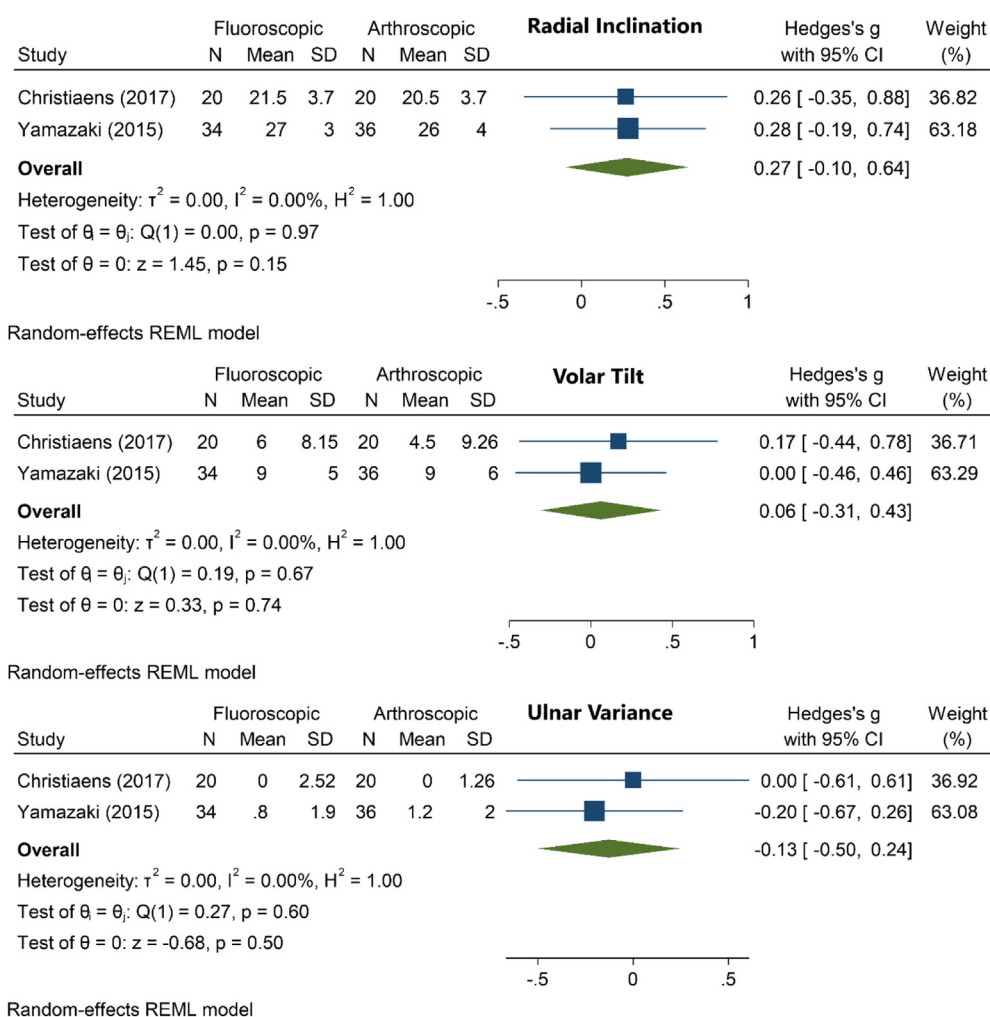 Fluoroscopic Arthroscopic Radial Inclination Hedges's g Weight
Study N Mean SD N Mean SD with 95% CI (%)
Christiaens (2017) 20 21.5 3.7 20 20.5 3.7 0.26 [ -0.35, 0.88] 36.82
Yamazaki (2015) 34 27 3 36 26 4 0.28 [ -0.19, 0.74] 63.18
Overall 0.27 [ -0.10, 0.64]
Heterogeneity: τ² = 0.00, I² = 0.00%, H² = 1.00
Test of θᵢ = θⱼ: Q(1) = 0.00, p = 0.97
Test of θ = 0: z = 1.45, p = 0.15
-.5 0 .5 1
Random-effects REML model
Fluoroscopic Arthroscopic Volar Tilt Hedges's g Weight
Study N Mean SD N Mean SD with 95% CI (%)
Christiaens (2017) 20 6 8.15 20 4.5 9.26 0.17 [ -0.44, 0.78] 36.71
Yamazaki (2015) 34 9 5 36 9 6 0.00 [ -0.46, 0.46] 63.29
Overall 0.06 [ -0.31, 0.43]
Heterogeneity: τ² = 0.00, I² = 0.00%, H² = 1.00
Test of θᵢ = θⱼ: Q(1) = 0.19, p = 0.67
Test of θ = 0: z = 0.33, p = 0.74
-.5 0 .5 1
Random-effects REML model
Fluoroscopic Arthroscopic Ulnar Variance Hedges's g Weight
Study N Mean SD N Mean SD with 95% CI (%)
Christiaens (2017) 20 0 2.52 20 0 1.26 0.00 [ -0.61, 0.61] 36.92
Yamazaki (2015) 34 .8 1.9 36 1.2 2 -0.20 [ -0.67, 0.26] 63.08
Overall -0.13 [ -0.50, 0.24]
Heterogeneity: τ² = 0.00, I² = 0.00%, H² = 1.00
Test of θᵢ = θⱼ: Q(1) = 0.27, p = 0.60
Test of θ = 0: z = -0.68, p = 0.50
-.5 0 .5
Random-effects REML model